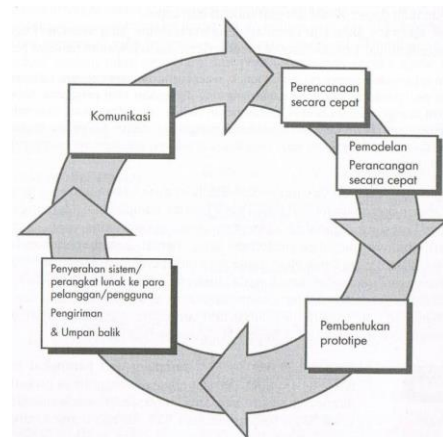 Komunikasi
Perencanaan
secara cepat
Pemodelan
Perancangan
secara cepat
Pembentukan
prototipe
Penyerahan sistem/
perangkat lunak ke para
pelanggan/pengguna
Pengiriman
& Umpan balik